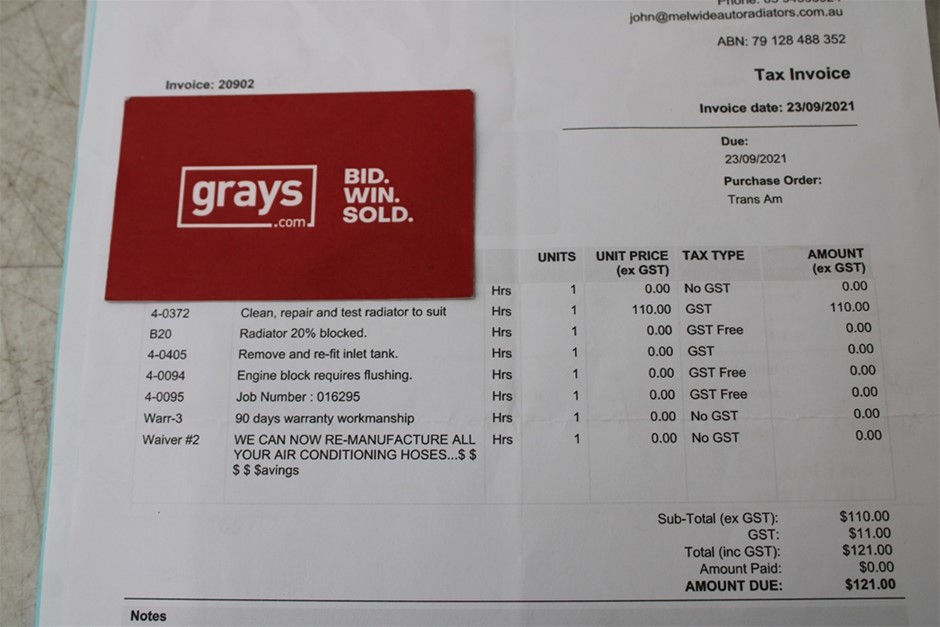 john@melwideautoradiators.com.au
ABN: 79 128 488 352
Tax Invoice
Invoice: 20902
Invoice date: 23/09/2021
Due:
23/09/2021
Purchase Order:
Trans Am
grays
.com
BID.
WIN.
SOLD.
UNITS UNIT PRICE TAX TYPE AMOUNT
(ex GST) (ex GST)
Hrs 1 0.00 No GST 0.00
4-0372 Clean, repair and test radiator to suit Hrs 1 110.00 GST 110.00
B20 Radiator 20% blocked. Hrs 1 0.00 GST Free 0.00
4-0405 Remove and re-fit inlet tank. Hrs 1 0.00 GST 0.00
4-0094 Engine block requires flushing. Hrs 1 0.00 GST Free 0.00
4-0095 Job Number : 016295 Hrs 1 0.00 GST Free 0.00
Warr-3 90 days warranty workmanship Hrs 1 0.00 No GST 0.00
Waiver #2 WE CAN NOW RE-MANUFACTURE ALL Hrs 1 0.00 No GST 0.00
YOUR AIR CONDITIONING HOSES...$ $
$ $ $avings
Sub-Total (ex GST): $110.00
GST: $11.00
Total (inc GST): $121.00
Amount Paid: $0.00
AMOUNT DUE: $121.00
Notes